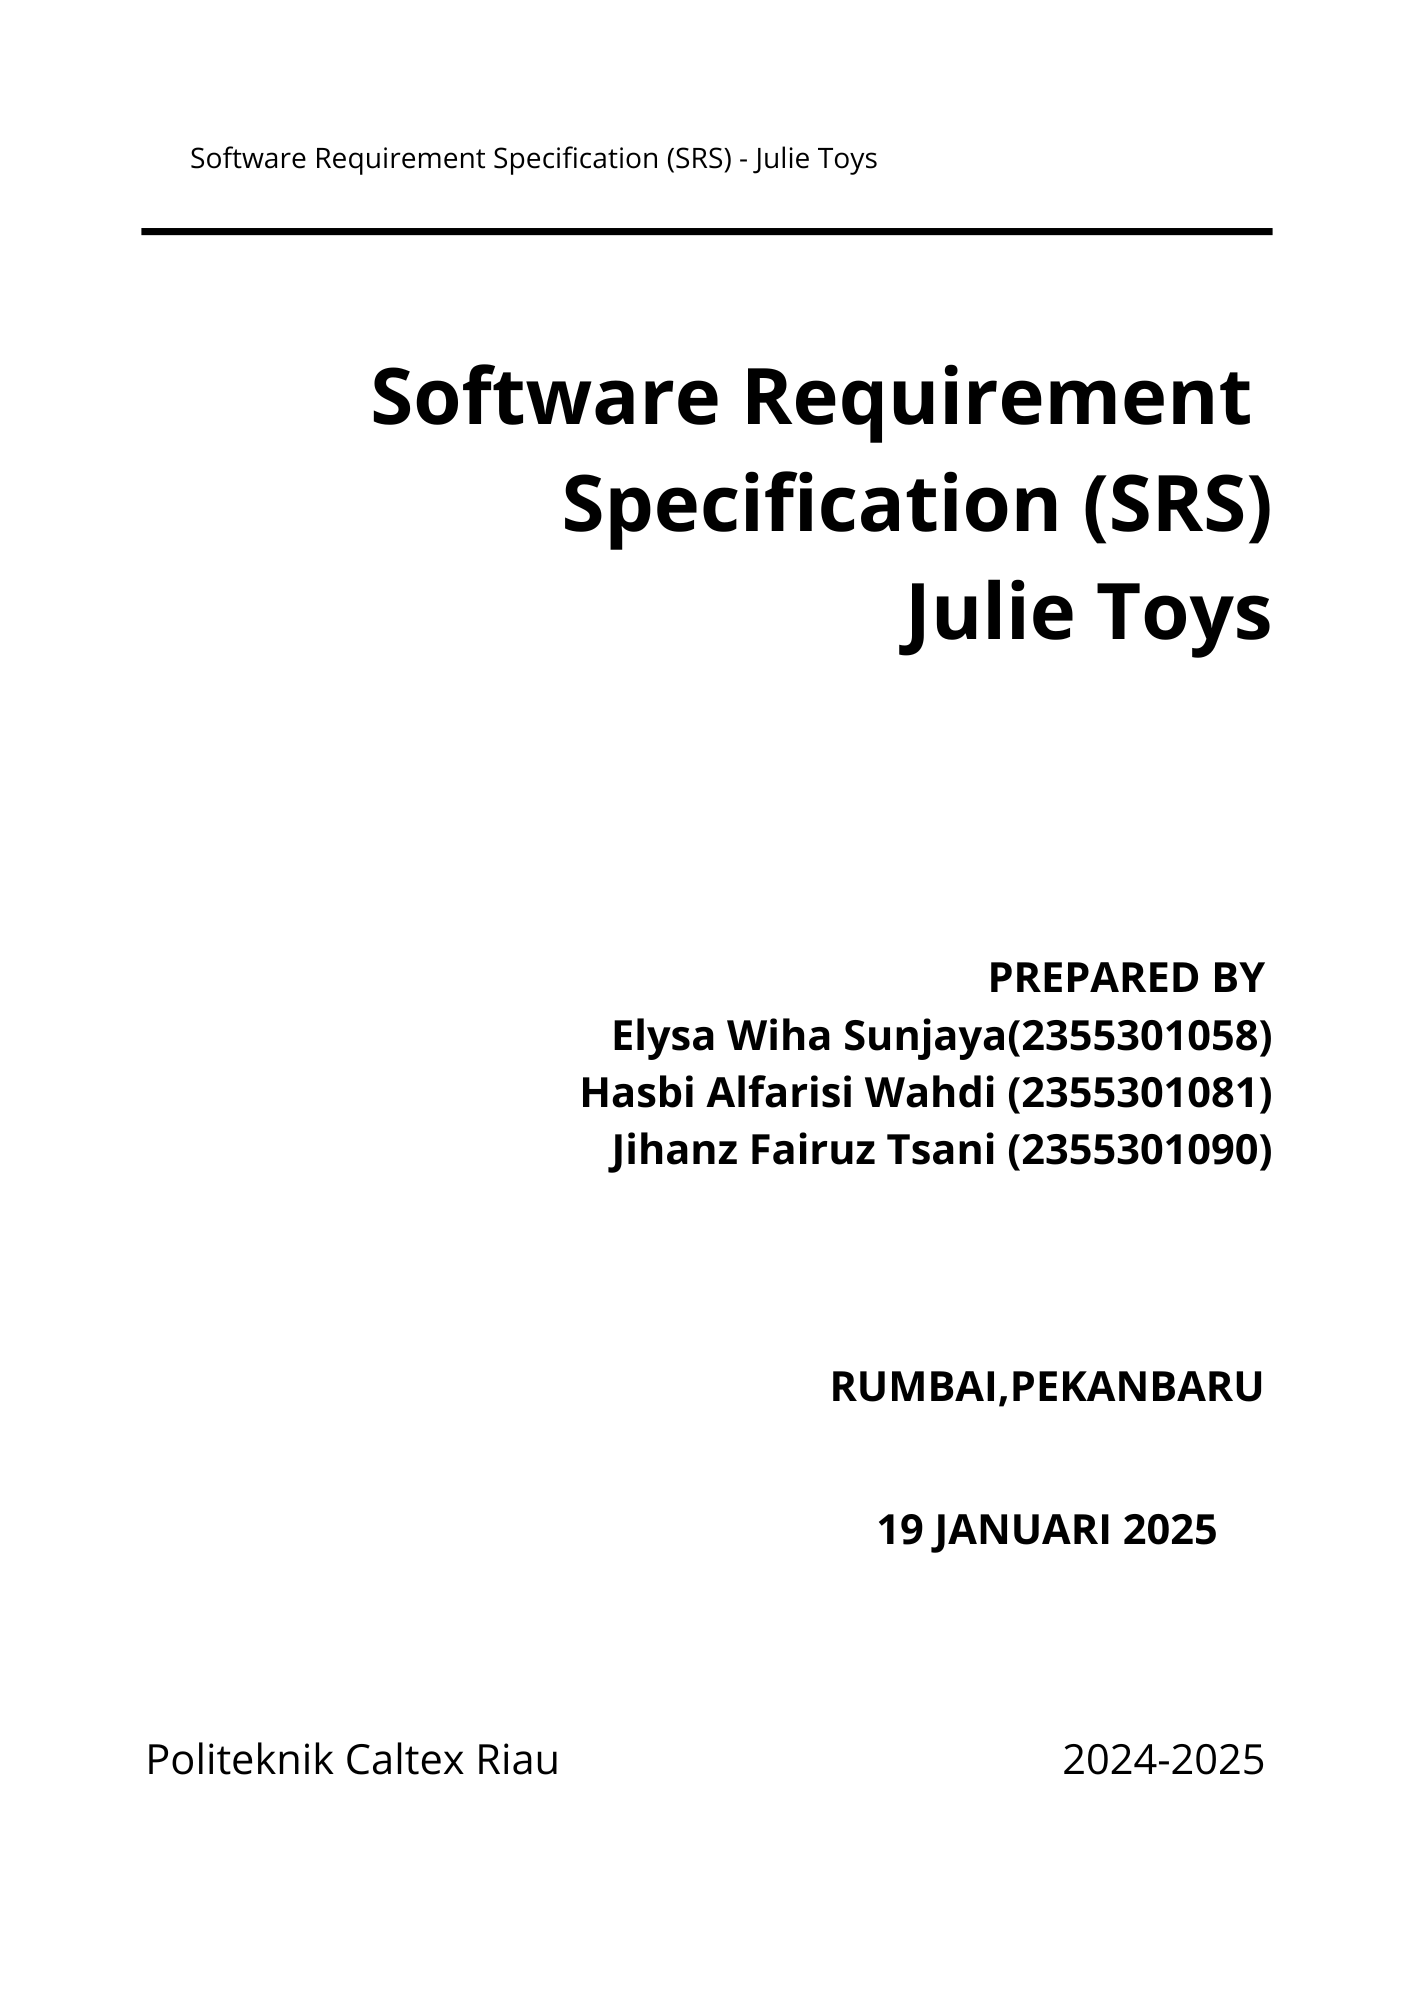 Software Requirement Specification (SRS) - Julie Toys
Software Requirement
Specification (SRS)
Julie Toys
PREPARED BY
Elysa Wiha Sunjaya(2355301058)
Hasbi Alfarisi Wahdi (2355301081)
Jihanz Fairuz Tsani (2355301090)
RUMBAI,PEKANBARU
19 JANUARI 2025
Politeknik Caltex Riau 2024-2025